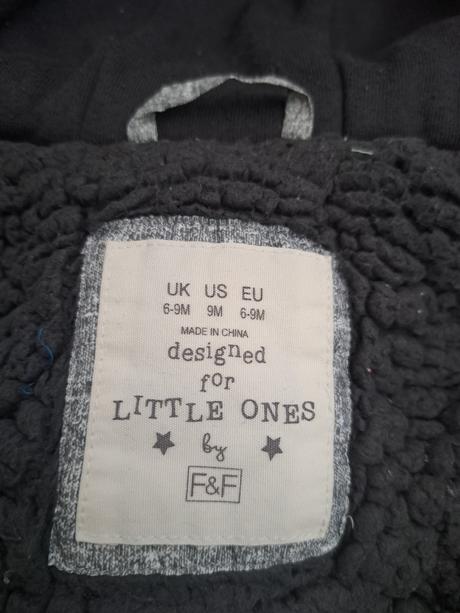 UK US EU
6-9M 9M 6-9M
MADE IN CHINA
designed
for
LITTLE ONES
by
F&F